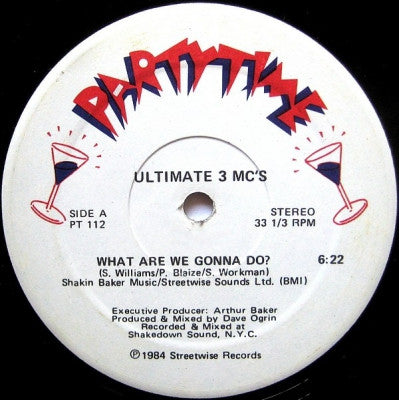 PARTYTIME
ULTIMATE 3 MC'S
SIDE A
PT 112
STEREO
33 1/3 RPM
WHAT ARE WE GONNA DO? 6:22
(S. Williams/P. Blaize/S. Workman)
Shakin Baker Music/Streetwise Sounds Ltd. (BMI)
Executive Producer: Arthur Baker
Produced & Mixed by Dave Ogrin
Recorded & Mixed at
Shakedown Sound, N.Y.C.
℗1984 Streetwise Records